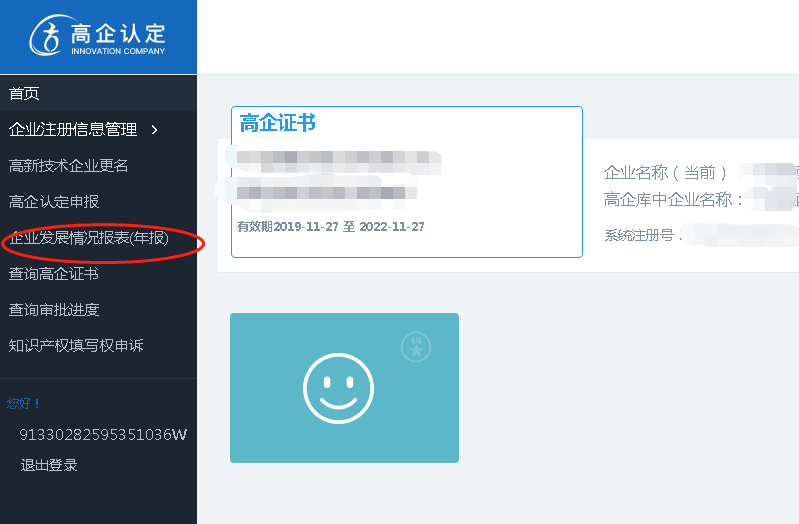 高企认定
INNOVATION COMPANY
首页
企业注册信息管理
高新技术企业更名
高企认定申报
企业发展情况报表(年报)
查询高企证书
查询审批进度
知识产权填写权申诉
您好！
91330282595351036W
退出登录
高企证书
有效期2019-11-27 至 2022-11-27
企业名称（当前）
高企库中企业名称：
系统注册号：